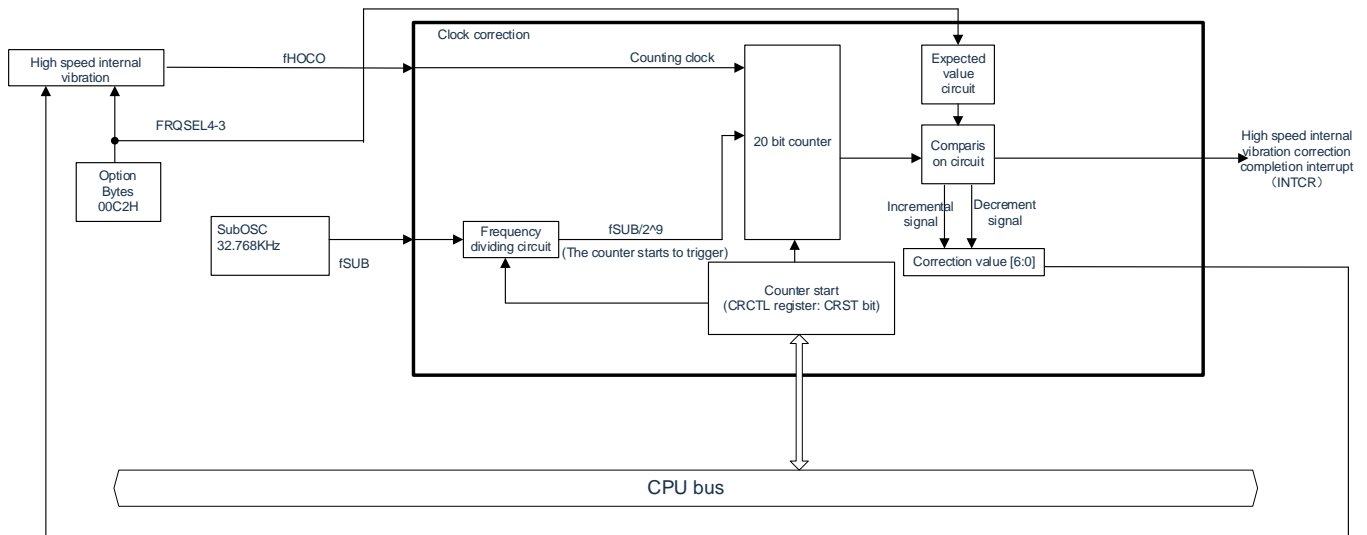 Clock correction
High speed internal
vibration
fHOCO
Counting clock
Expected
value
circuit
FRQSEL4-3
20 bit counter
Comparis
on circuit
High speed internal
vibration correction
completion interrupt
（INTCR）
Option
Bytes
00C2H
Incremental
signal
Decrement
signal
SubOSC
32.768KHz
fSUB
Frequency
dividing circuit
fSUB/2^9
(The counter starts to trigger)
Correction value [6:0]
Counter start
(CRCTL register: CRST bit)
CPU bus